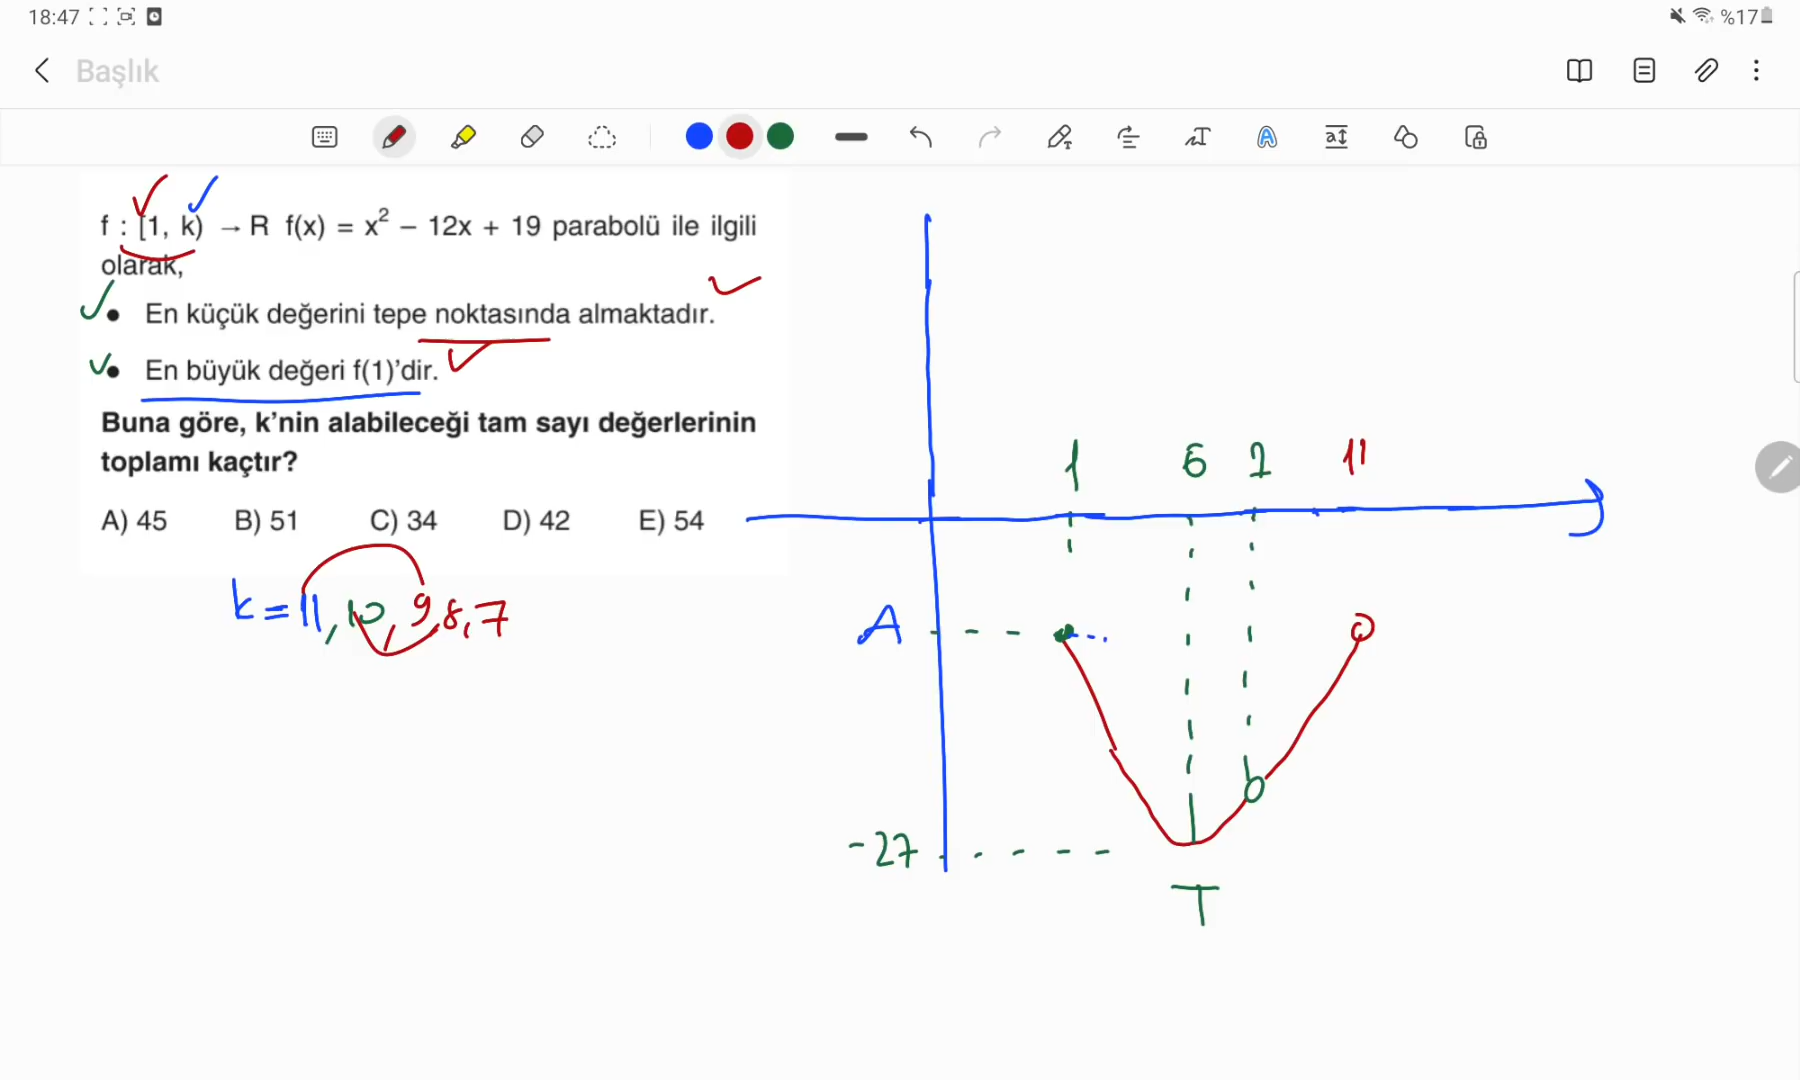 18:47
%17
Başlık
f : [1, k) → R f(x) = x² – 12x + 19 parabolü ile ilgili
olarak,
• En küçük değerini tepe noktasında almaktadır.
• En büyük değeri f(1)'dir.
Buna göre, k'nin alabileceği tam sayı değerlerinin
toplamı kaçtır?
A) 45 B) 51 C) 34 D) 42 E) 54
k = 11, 10, 9, 8, 7
1 6 7 11
A
-27
T